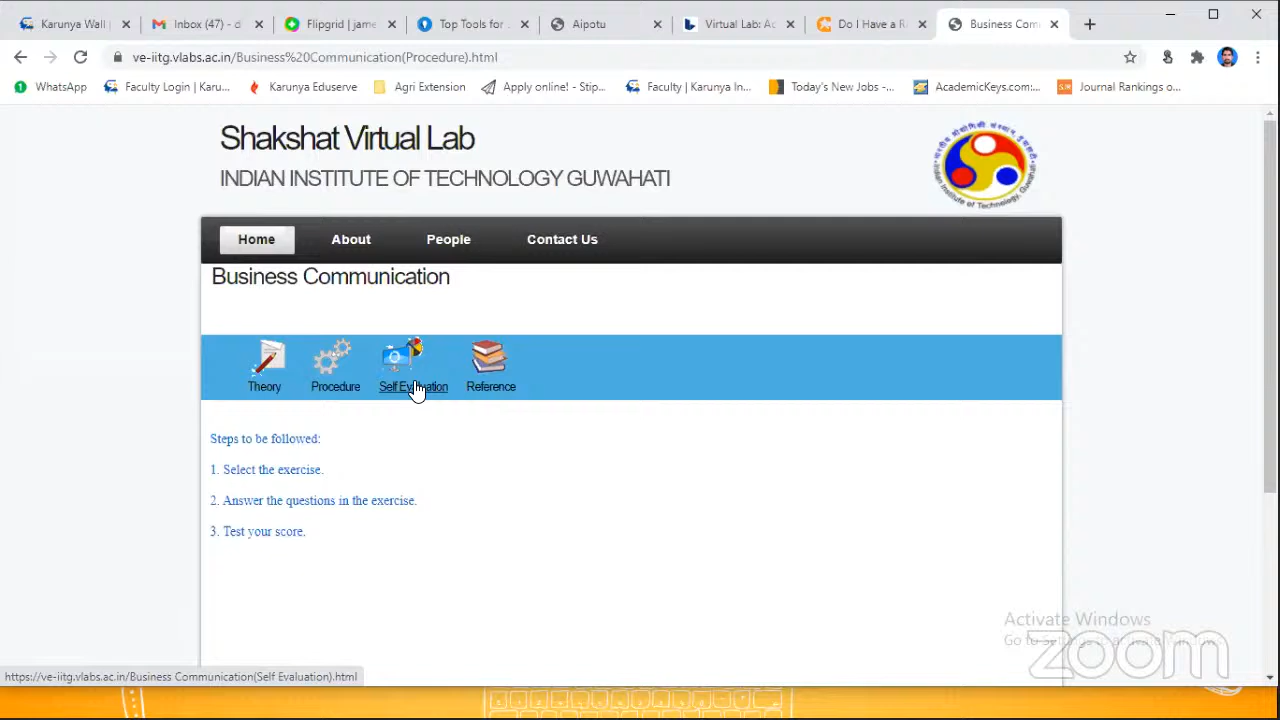 Karunya Wall
Inbox (47) - d
Flipgrid | jame
Top Tools for
Aipotu
Virtual Lab: Ac
Do I Have a R
Business Com
ve-iitg.vlabs.ac.in/Business%20Communication(Procedure).html
WhatsApp
Faculty Login | Karu...
Karunya Eduserve
Agri Extension
Apply online! - Stip...
Faculty | Karunya In...
Today's New Jobs -...
AcademicKeys.com:...
Journal Rankings o...
Shakshat Virtual Lab
INDIAN INSTITUTE OF TECHNOLOGY GUWAHATI
Home
About
People
Contact Us
Business Communication
Theory
Procedure
Self Evaluation
Reference
Steps to be followed:
1. Select the exercise.
2. Answer the questions in the exercise.
3. Test your score.
Activate Windows
zoom
https://ve-iitg.vlabs.ac.in/Business Communication(Self Evaluation).html